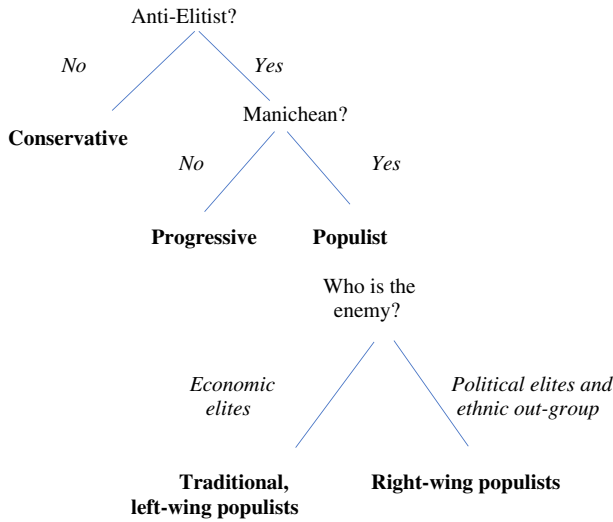 Anti-Elitist?
No
Yes
Manichean?
Conservative
No
Yes
Progressive
Populist
Who is the
enemy?
Economic
elites
Political elites and
ethnic out-group
Traditional,
left-wing populists
Right-wing populists